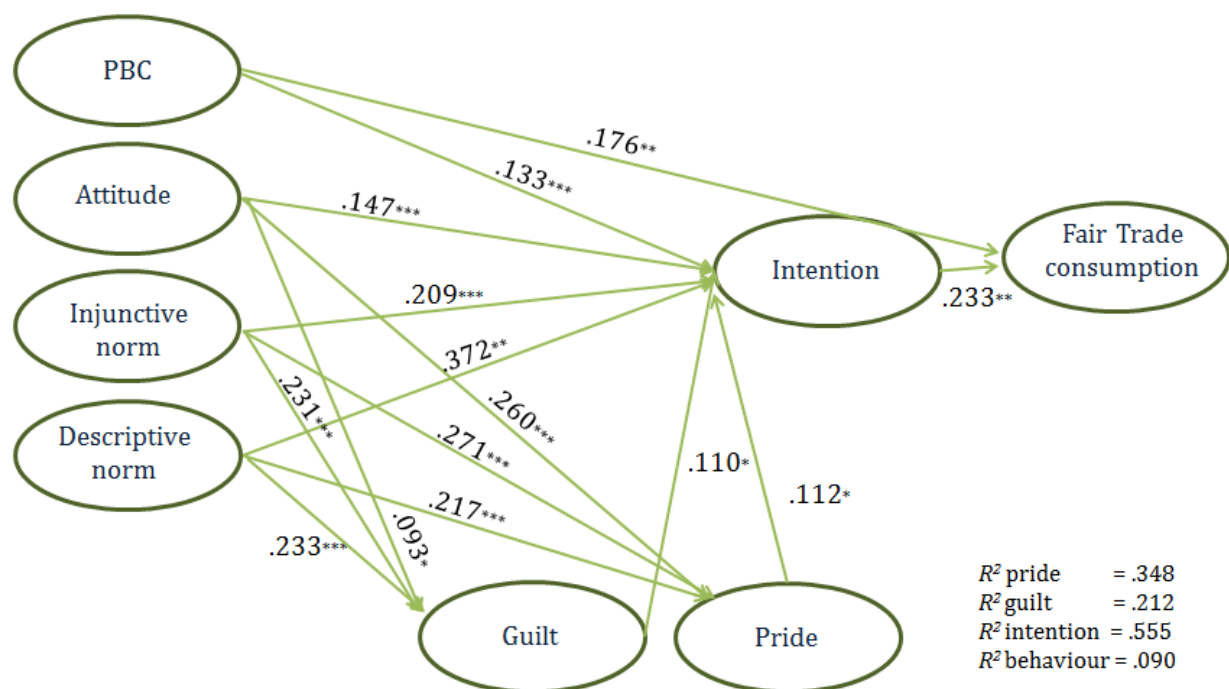 PBC
.176**
.133***
Attitude
.147***
Fair Trade
consumption
Intention
.233**
Injunctive
norm
.209***
.372**
.231***
.260***
Descriptive
norm
.271***
.110*
.112*
.217***
.093*
.233***
Guilt
Pride
R² pride = .348
R² guilt = .212
R² intention = .555
R² behaviour = .090